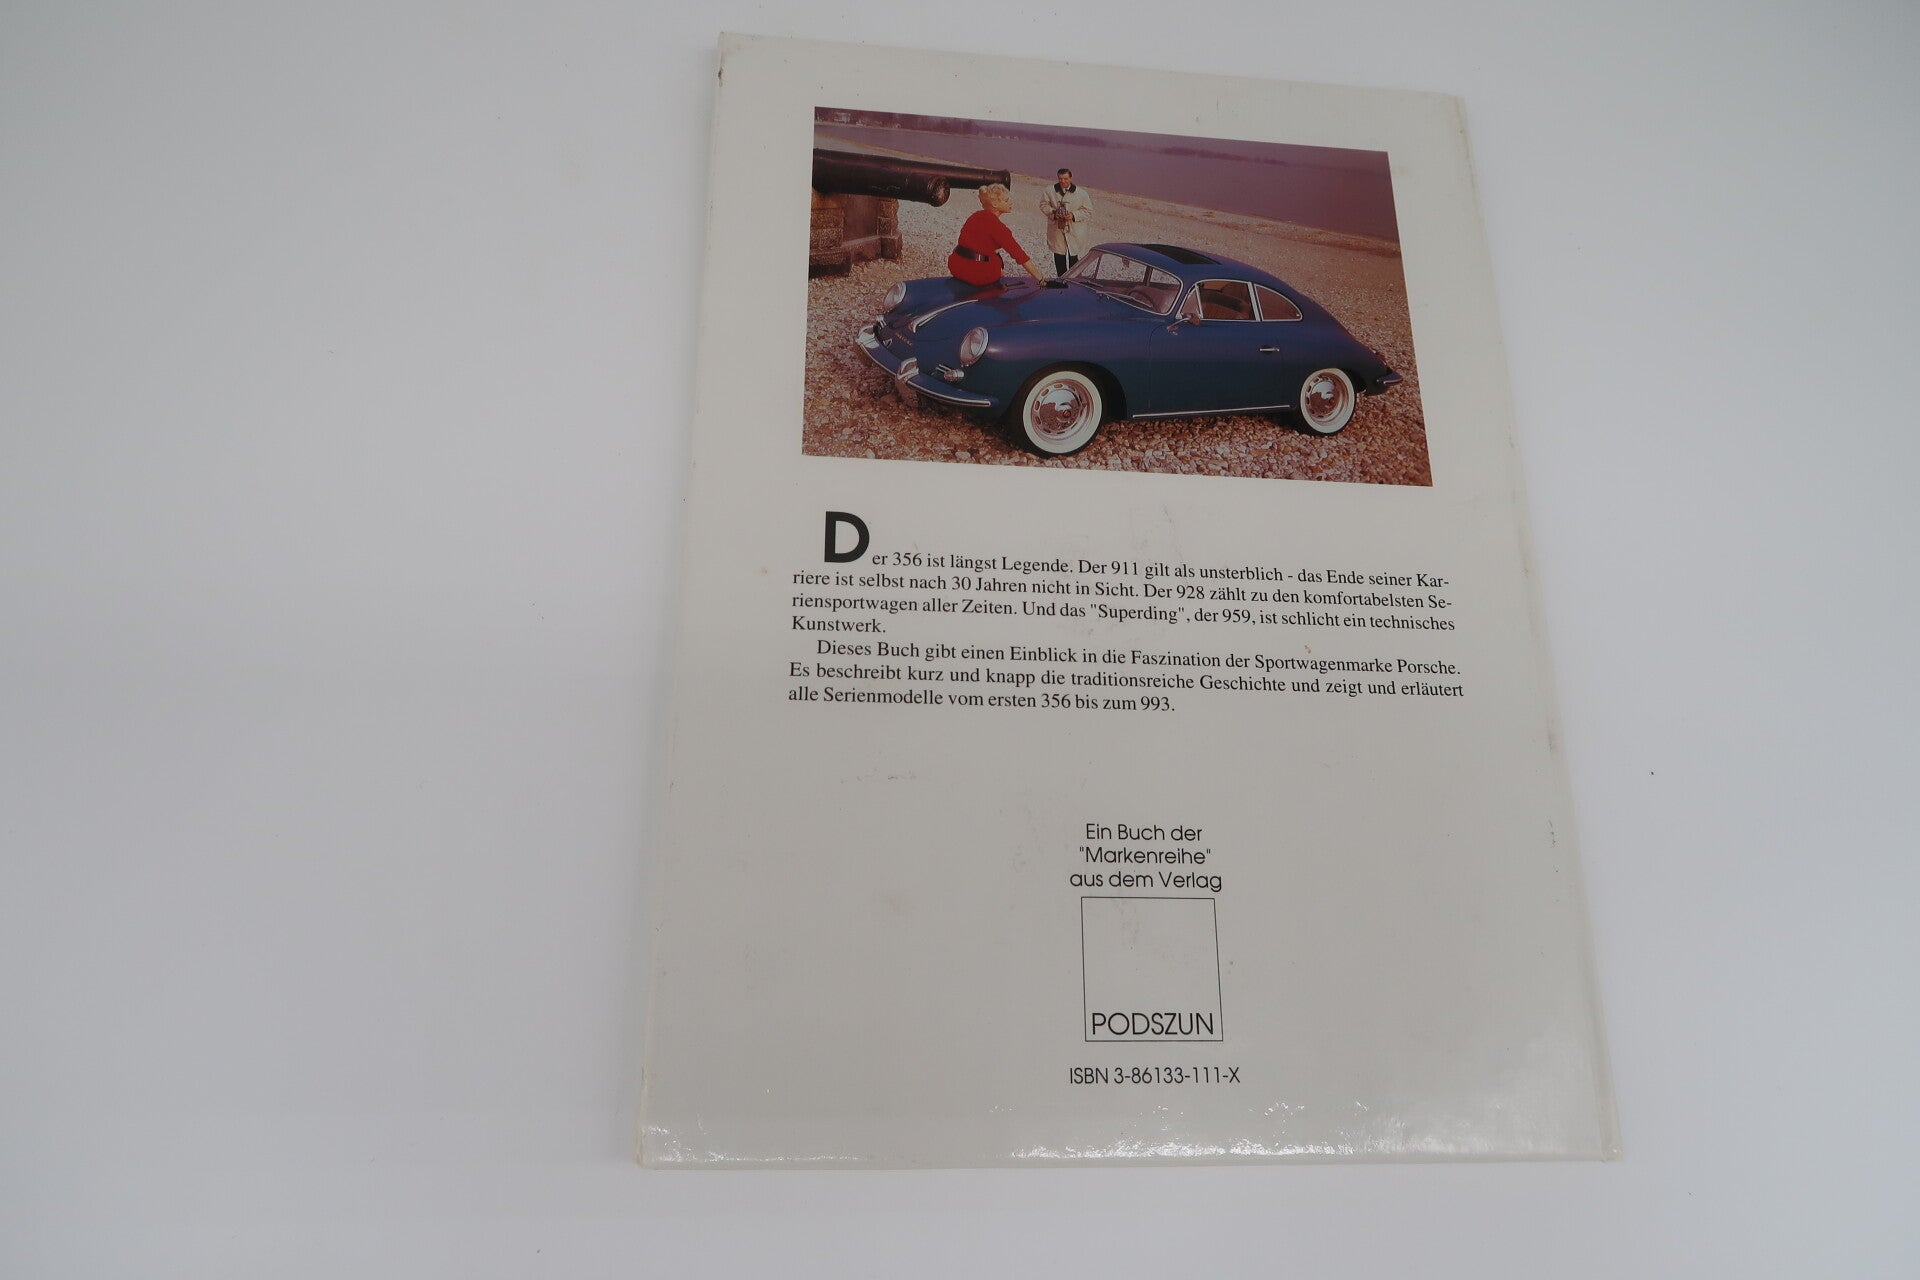 Der 356 ist längst Legende. Der 911 gilt als unsterblich - das Ende seiner Kar-
riere ist selbst nach 30 Jahren nicht in Sicht. Der 928 zählt zu den komfortabelsten Se-
riensportwagen aller Zeiten. Und das "Superding", der 959, ist schlicht ein technisches
Kunstwerk.
Dieses Buch gibt einen Einblick in die Faszination der Sportwagenmarke Porsche.
Es beschreibt kurz und knapp die traditionsreiche Geschichte und zeigt und erläutert
alle Serienmodelle vom ersten 356 bis zum 993.
Ein Buch der
"Markenreihe"
aus dem Verlag
PODSZUN
ISBN 3-86133-111-X